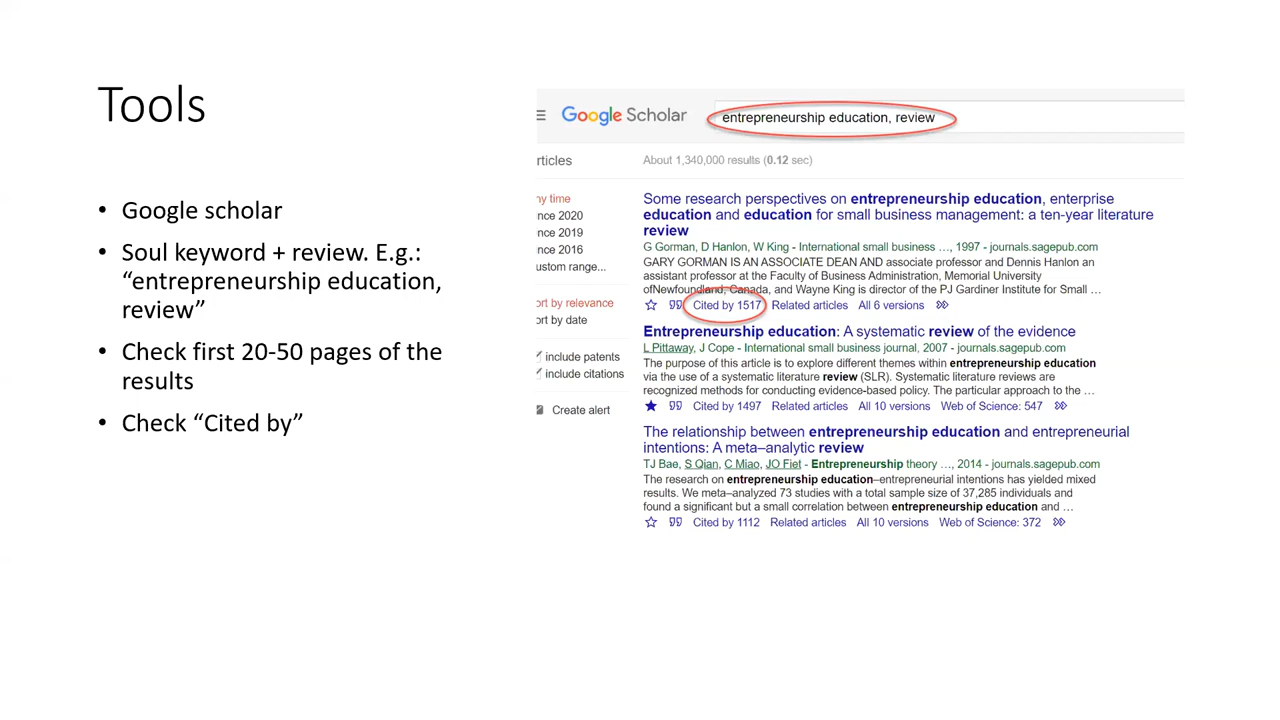 Tools
• Google scholar
• Soul keyword + review. E.g.:
“entrepreneurship education,
review”
• Check first 20-50 pages of the
results
• Check “Cited by”
Google Scholar
entrepreneurship education, review
rticles
About 1,340,000 results (0.12 sec)
ny time
nce 2020
nce 2019
nce 2016
ustom range...
ort by relevance
ort by date
include patents
include citations
Create alert
Some research perspectives on entrepreneurship education, enterprise
education and education for small business management: a ten-year literature
review
G Gorman, D Hanlon, W King - International small business …, 1997 - journals.sagepub.com
GARY GORMAN IS AN ASSOCIATE DEAN AND associate professor and Dennis Hanlon an
assistant professor at the Faculty of Business Administration, Memorial University
ofNewfoundland, Canada, and Wayne King is director of the PJ Gardiner Institute for Small …
Cited by 1517 Related articles All 6 versions
Entrepreneurship education: A systematic review of the evidence
L Pittaway, J Cope - International small business journal, 2007 - journals.sagepub.com
The purpose of this article is to explore different themes within entrepreneurship education
via the use of a systematic literature review (SLR). Systematic literature reviews are
recognized methods for conducting evidence-based policy. The particular approach to the …
Cited by 1497 Related articles All 10 versions Web of Science: 547
The relationship between entrepreneurship education and entrepreneurial
intentions: A meta–analytic review
TJ Bae, S Qian, C Miao, JO Fiet - Entrepreneurship theory …, 2014 - journals.sagepub.com
The research on entrepreneurship education–entrepreneurial intentions has yielded mixed
results. We meta–analyzed 73 studies with a total sample size of 37,285 individuals and
found a significant but a small correlation between entrepreneurship education and …
Cited by 1112 Related articles All 10 versions Web of Science: 372